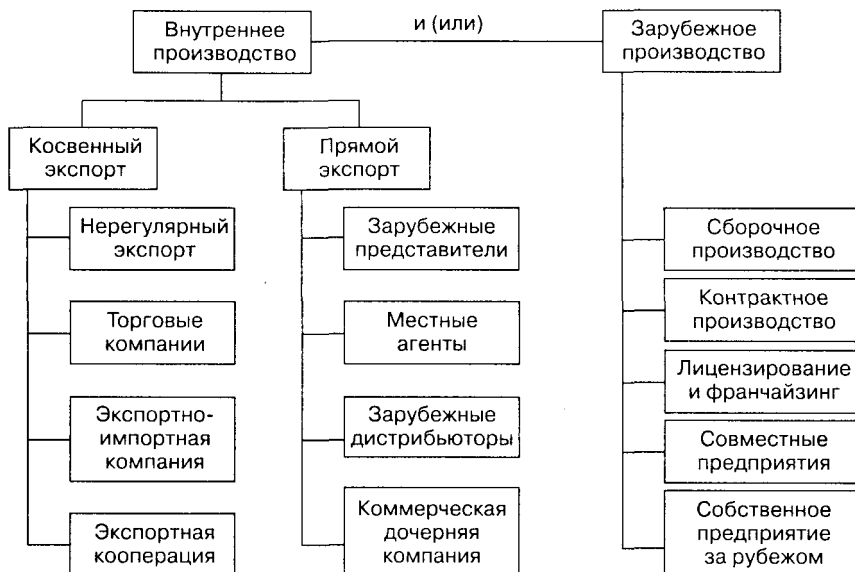 Внутреннее
производство
и (или)
Зарубежное
производство
Косвенный
экспорт
Прямой
экспорт
Нерегулярный
экспорт
Торговые
компании
Экспортно-
импортная
компания
Экспортная
кооперация
Зарубежные
представители
Местные
агенты
Зарубежные
дистрибьюторы
Коммерческая
дочерняя
компания
Сборочное
производство
Контрактное
производство
Лицензирование
и франчайзинг
Совместные
предприятия
Собственное
предприятие
за рубежом